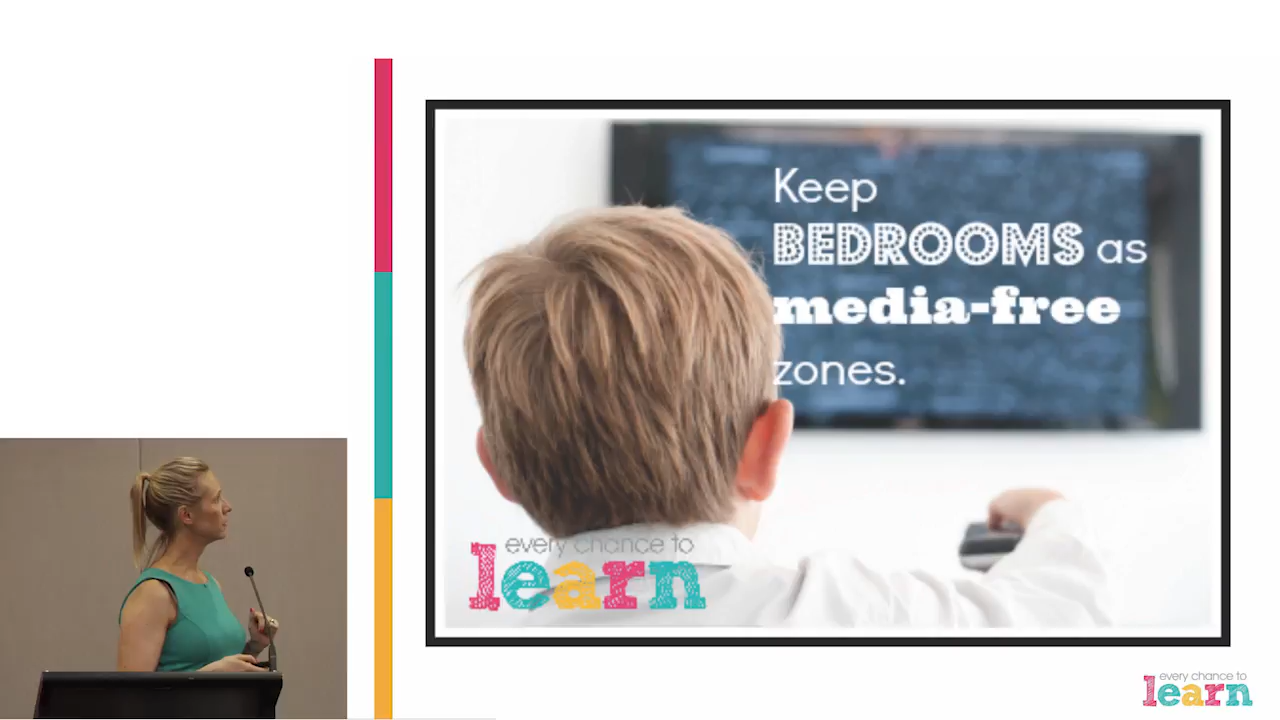 Keep
BEDROOMS as
media-free
zones.
every chance to
learn
every chance to
learn